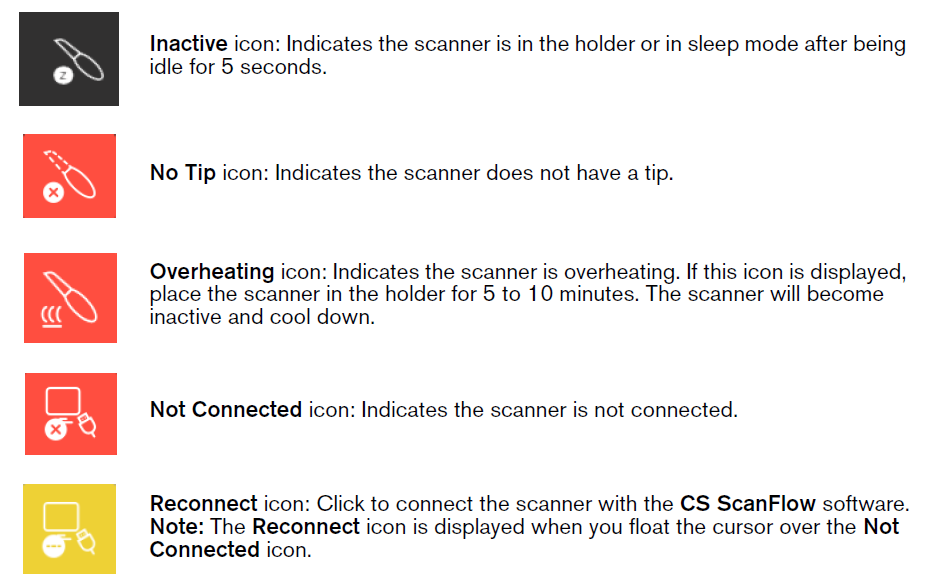 Inactive icon: Indicates the scanner is in the holder or in sleep mode after being
idle for 5 seconds.
No Tip icon: Indicates the scanner does not have a tip.
Overheating icon: Indicates the scanner is overheating. If this icon is displayed,
place the scanner in the holder for 5 to 10 minutes. The scanner will become
inactive and cool down.
Not Connected icon: Indicates the scanner is not connected.
Reconnect icon: Click to connect the scanner with the CS ScanFlow software.
Note: The Reconnect icon is displayed when you float the cursor over the Not
Connected icon.